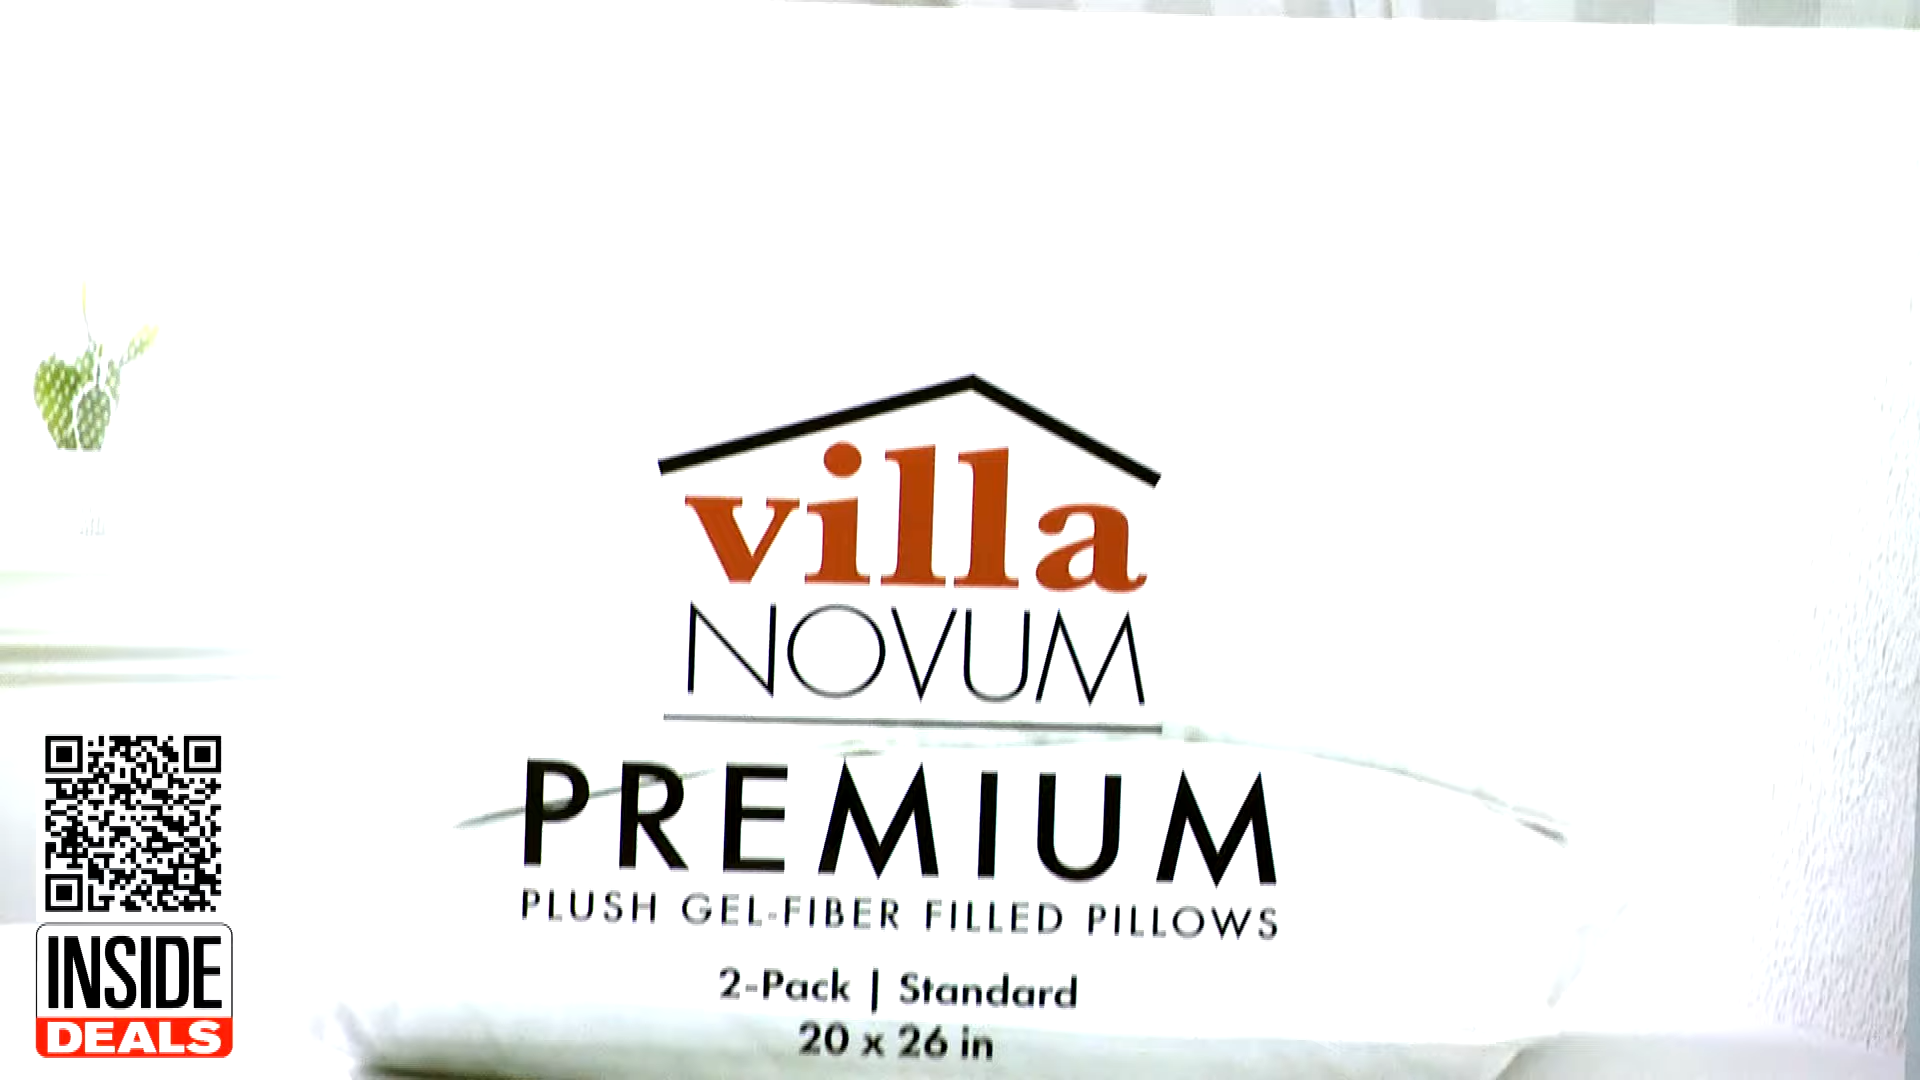 villa
NOVUM
PREMIUM
PLUSH GEL-FIBER FILLED PILLOWS
2-Pack | Standard
20 x 26 in
INSIDE
DEALS